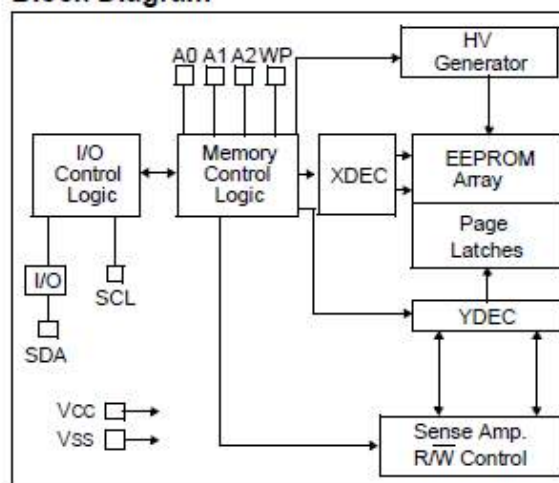 Block Diagram
A0 A1 A2 WP
HV
Generator
I/O
Control
Logic
Memory
Control
Logic
XDEC
EEPROM
Array
Page
Latches
I/O
SCL
SDA
YDEC
VCC
VSS
Sense Amp.
R/W̅ Control